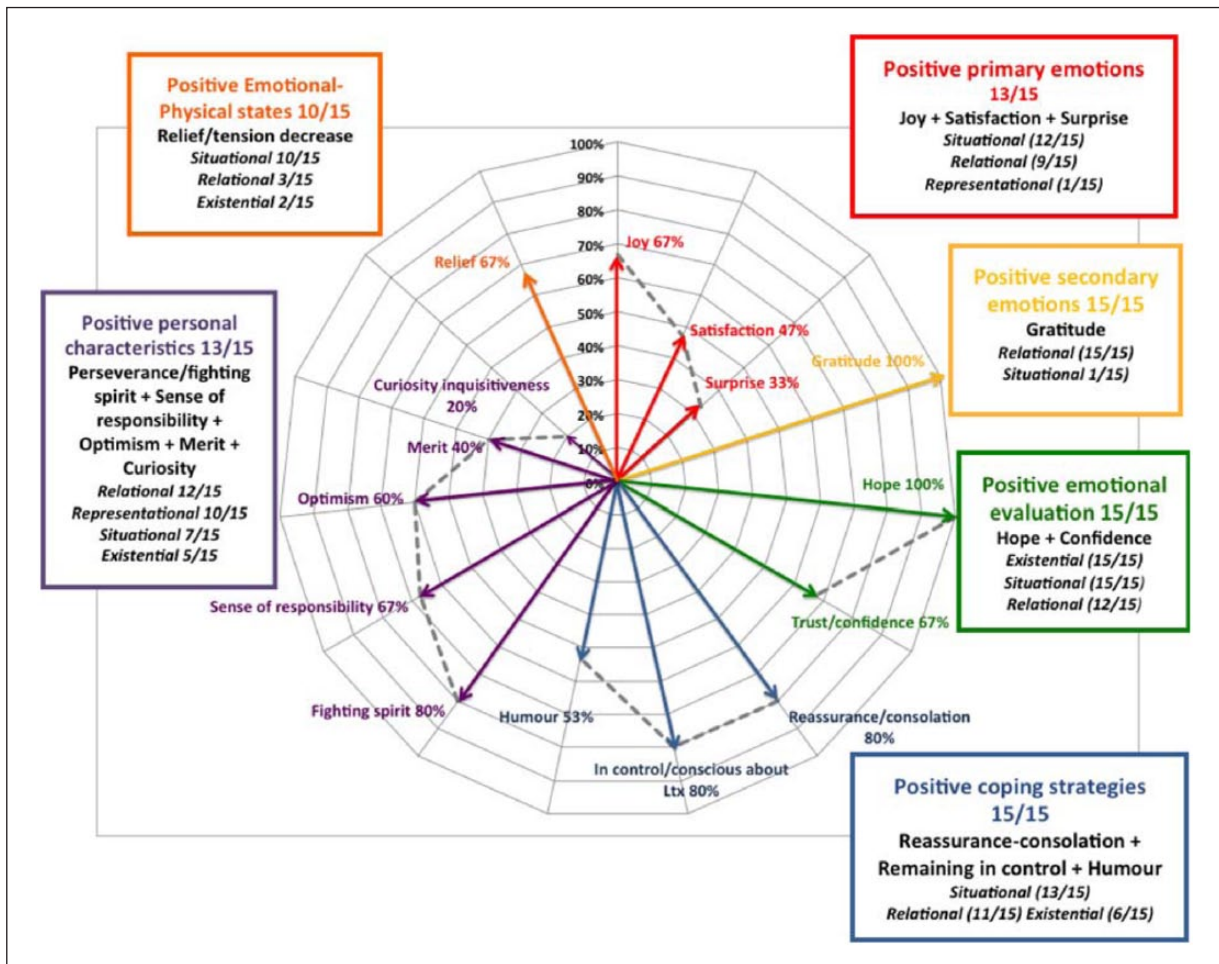 Positive Emotional-
Physical states 10/15
Relief/tension decrease
Situational 10/15
Relational 3/15
Existential 2/15
Positive primary emotions
13/15
Joy + Satisfaction + Surprise
Situational (12/15)
Relational (9/15)
Representational (1/15)
Positive secondary
emotions 15/15
Gratitude
Relational (15/15)
Situational 1/15)
Positive personal
characteristics 13/15
Perseverance/fighting
spirit + Sense of
responsibility +
Optimism + Merit +
Curiosity
Relational 12/15
Representational 10/15
Situational 7/15
Existential 5/15
Positive emotional
evaluation 15/15
Hope + Confidence
Existential (15/15)
Situational (15/15)
Relational (12/15)
Positive coping strategies
15/15
Reassurance-consolation +
Remaining in control + Humour
Situational (13/15)
Relational (11/15) Existential (6/15)
100%
90%
80%
70%
60%
50%
40%
30%
20%
10%
0%
Joy 67%
Satisfaction 47%
Surprise 33%
Gratitude 100%
Hope 100%
Trust/confidence 67%
Reassurance/consolation
80%
In control/conscious about
Ltx 80%
Humour 53%
Fighting spirit 80%
Sense of responsibility 67%
Optimism 60%
Merit 40%
Curiosity inquisitiveness
20%
Relief 67%